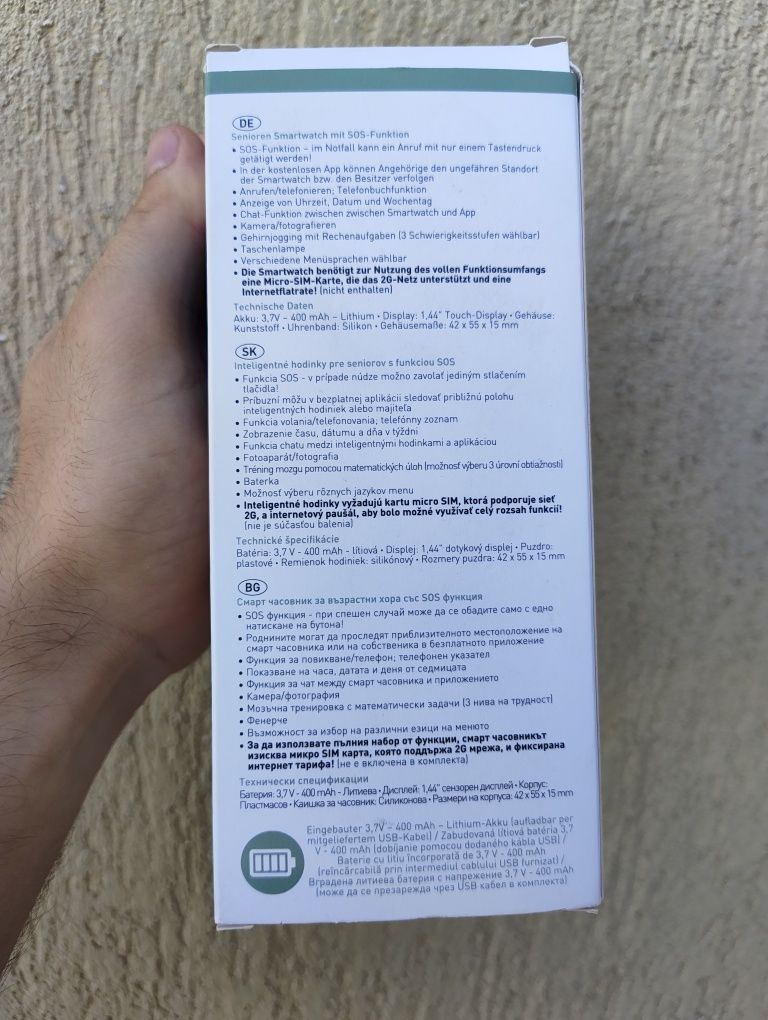 DE
Senioren Smartwatch mit SOS-Funktion
• SOS-Funktion – im Notfall kann ein Anruf mit nur einem Tastendruck
getätigt werden!
• In der kostenlosen App können Angehörige den ungefähren Standort
der Smartwatch bzw. den Besitzer verfolgen
• Anrufen/telefonieren; Telefonbuchfunktion
• Anzeige von Uhrzeit, Datum und Wochentag
• Chat-Funktion zwischen zwischen Smartwatch und App
• Kamera/fotografieren
• Gehirnjogging mit Rechenaufgaben (3 Schwierigkeitsstufen wählbar)
• Taschenlampe
• Verschiedene Menüsprachen wählbar
• Die Smartwatch benötigt zur Nutzung des vollen Funktionsumfangs
eine Micro-SIM-Karte, die das 2G-Netz unterstützt und eine
Internetflatrate! (nicht enthalten)
Technische Daten
Akku: 3,7V – 400 mAh – Lithium • Display: 1,44" Touch-Display • Gehäuse:
Kunststoff • Uhrenband: Silikon • Gehäusemaße: 42 x 55 x 15 mm
SK
Inteligentné hodinky pre seniorov s funkciou SOS
• Funkcia SOS - v prípade núdze možno zavolať jediným stlačením
tlačidla!
• Príbuzní môžu v bezplatnej aplikácii sledovať približnú polohu
inteligentných hodiniek alebo majiteľa
• Funkcia volania/telefonovania; telefónny zoznam
• Zobrazenie času, dátumu a dňa v týždni
• Funkcia chatu medzi inteligentnými hodinkami a aplikáciou
• Fotoaparát/fotografia
• Tréning mozgu pomocou matematických úloh (možnosť výberu 3 úrovní obtiažnosti)
• Baterka
• Možnosť výberu rôznych jazykov menu
• Inteligentné hodinky vyžadujú kartu micro SIM, ktorá podporuje sieť
2G, a internetový paušál, aby bolo možné využívať celý rozsah funkcií!
(nie je súčasťou balenia)
Technické špecifikácie
Batéria: 3,7 V - 400 mAh - lítiová • Displej: 1,44" dotykový displej • Puzdro:
plastové • Remienok hodiniek: silikónový • Rozmery puzdra: 42 x 55 x 15 mm
BG
Смарт часовник за възрастни хора със SOS функция
• SOS функция - при спешен случай може да се обадите само с едно
натискане на бутона!
• Роднините могат да проследят приблизителното местоположение на
смарт часовника или на собственика в безплатното приложение
• Функция за повикване/телефон; телефонен указател
• Показване на часа, датата и деня от седмицата
• Функция за чат между смарт часовника и приложението
• Камера/фотография
• Мозъчна тренировка с математически задачи (3 нива на трудност)
• Фенерче
• Възможност за избор на различни езици на менюто
• За да използвате пълния набор от функции, смарт часовникът
изисква микро SIM карта, която поддържа 2G мрежа, и фиксирана
интернет тарифа! (не е включена в комплекта)
Технически спецификации
Батерия: 3,7 V - 400 mAh - Литиева • Дисплей: 1,44" сензорен дисплей • Корпус:
Пластмасов • Каишка за часовник: Силиконова • Размери на корпуса: 42 x 55 x 15 mm
Eingebauter 3,7V – 400 mAh – Lithium-Akku (aufladbar per
mitgeliefertem USB-Kabel) / Zabudovaná lítiová batéria 3,7
V - 400 mAh (dobíjanie pomocou dodaného kábla USB) /
Baterie cu litiu încorporată de 3,7 V - 400 mAh
(reîncărcabilă prin intermediul cablului USB furnizat) /
Вградена литиева батерия с напрежение 3,7 V - 400 mAh
(може да се презарежда чрез USB кабел в комплекта)